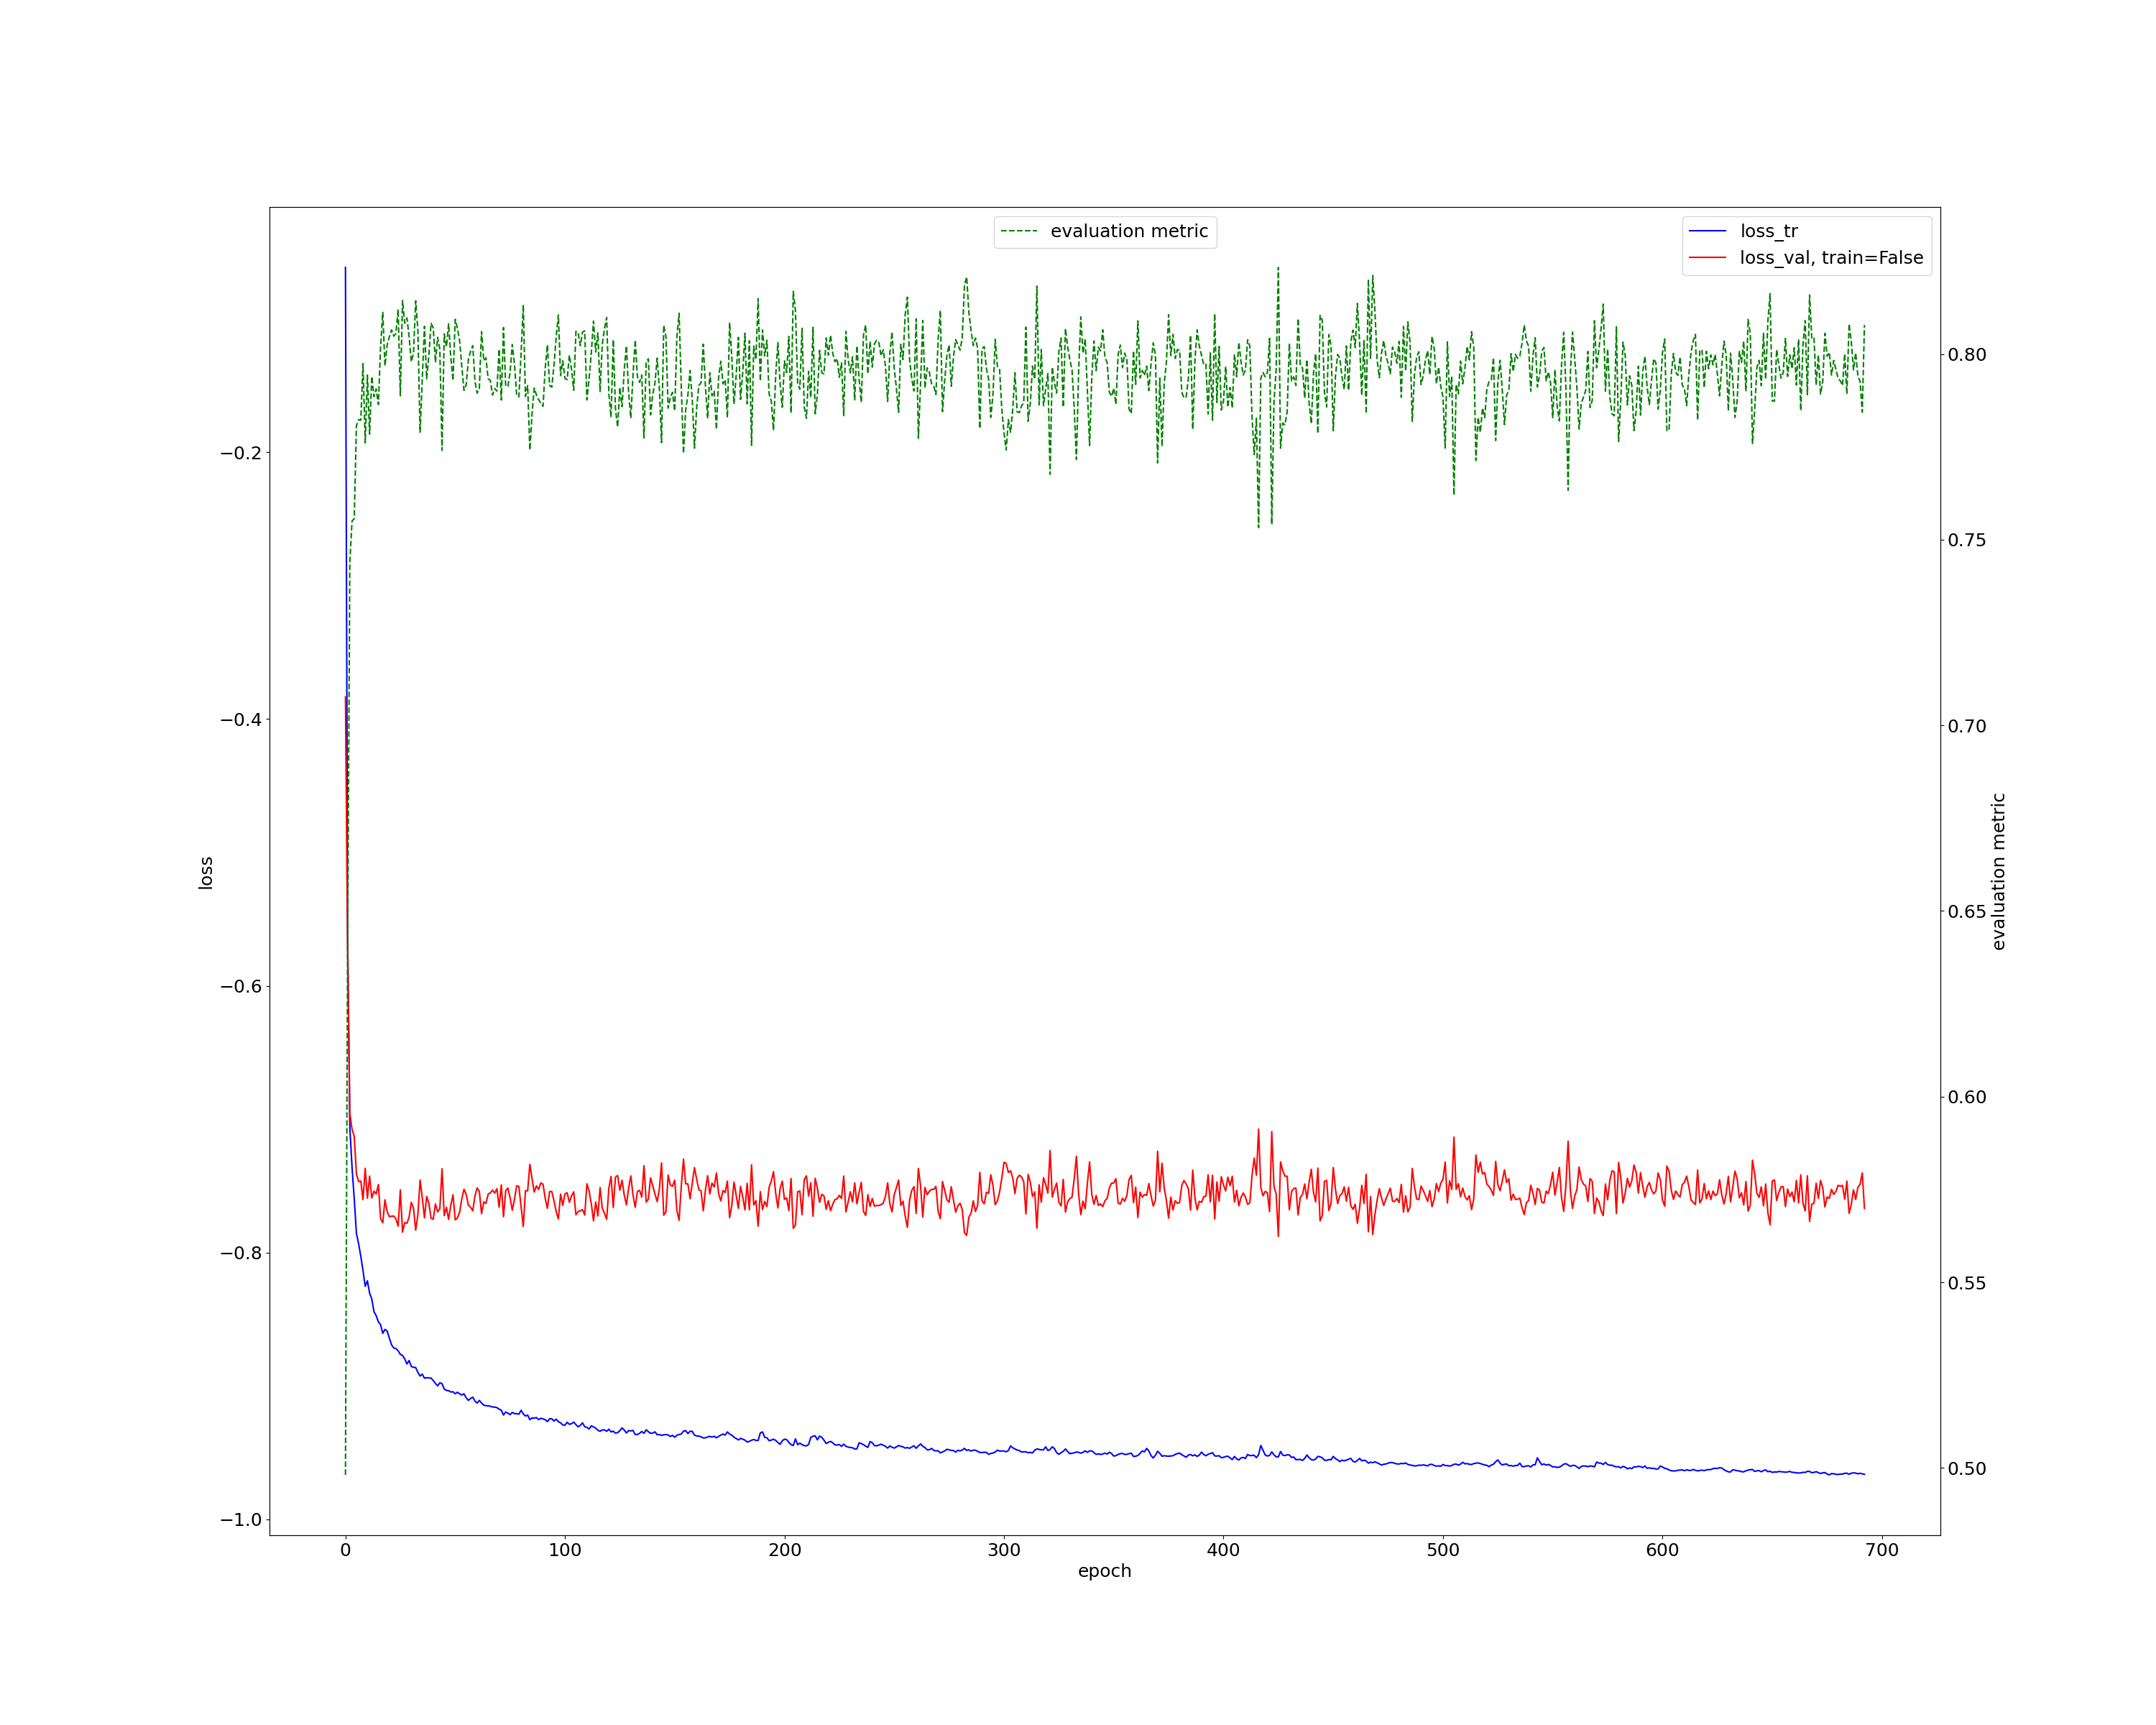 evaluation metric
loss_tr
loss_val, train=False
−0.2
−0.4
−0.6
−0.8
−1.0
loss
0.80
0.75
0.70
0.65
0.60
0.55
0.50
evaluation metric
0 100 200 300 400 500 600 700
epoch